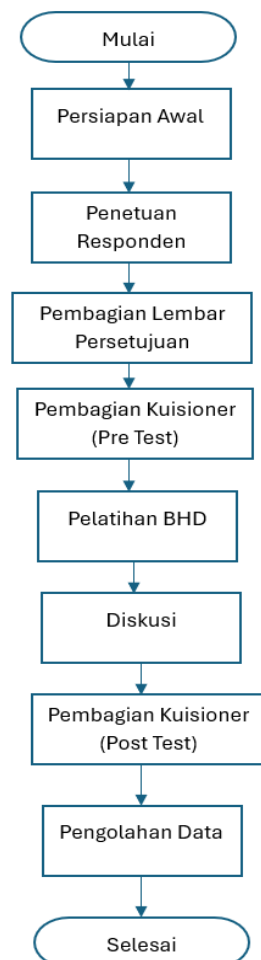 Mulai
Persiapan Awal
Penetuan
Responden
Pembagian Lembar
Persetujuan
Pembagian Kuisioner
(Pre Test)
Pelatihan BHD
Diskusi
Pembagian Kuisioner
(Post Test)
Pengolahan Data
Selesai